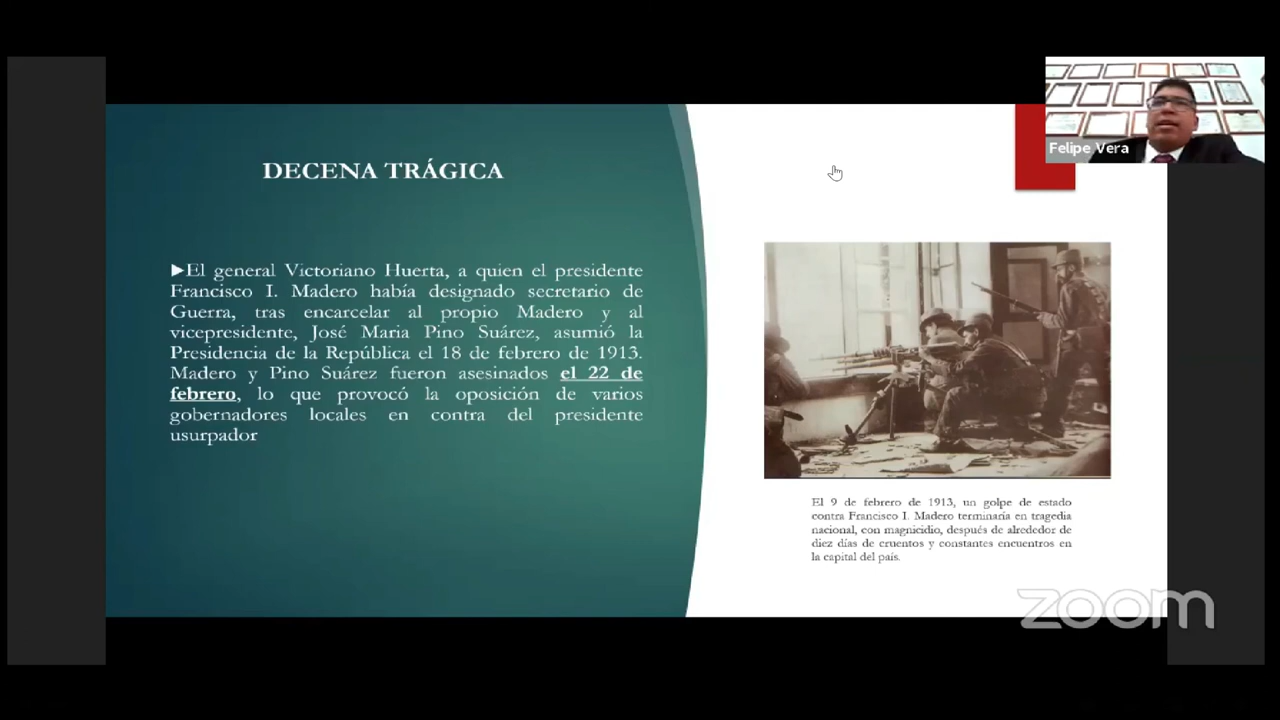 Felipe Vera
DECENA TRÁGICA
►El general Victoriano Huerta, a quien el presidente
Francisco I. Madero había designado secretario de
Guerra, tras encarcelar al propio Madero y al
vicepresidente, José Maria Pino Suárez, asumió la
Presidencia de la República el 18 de febrero de 1913.
Madero y Pino Suárez fueron asesinados el 22 de
febrero, lo que provocó la oposición de varios
gobernadores locales en contra del presidente
usurpador
El 9 de febrero de 1913, un golpe de estado
contra Francisco I. Madero terminaría en tragedia
nacional, con magnicidio, después de alrededor de
diez días de cruentos y constantes encuentros en
la capital del país.
zoom